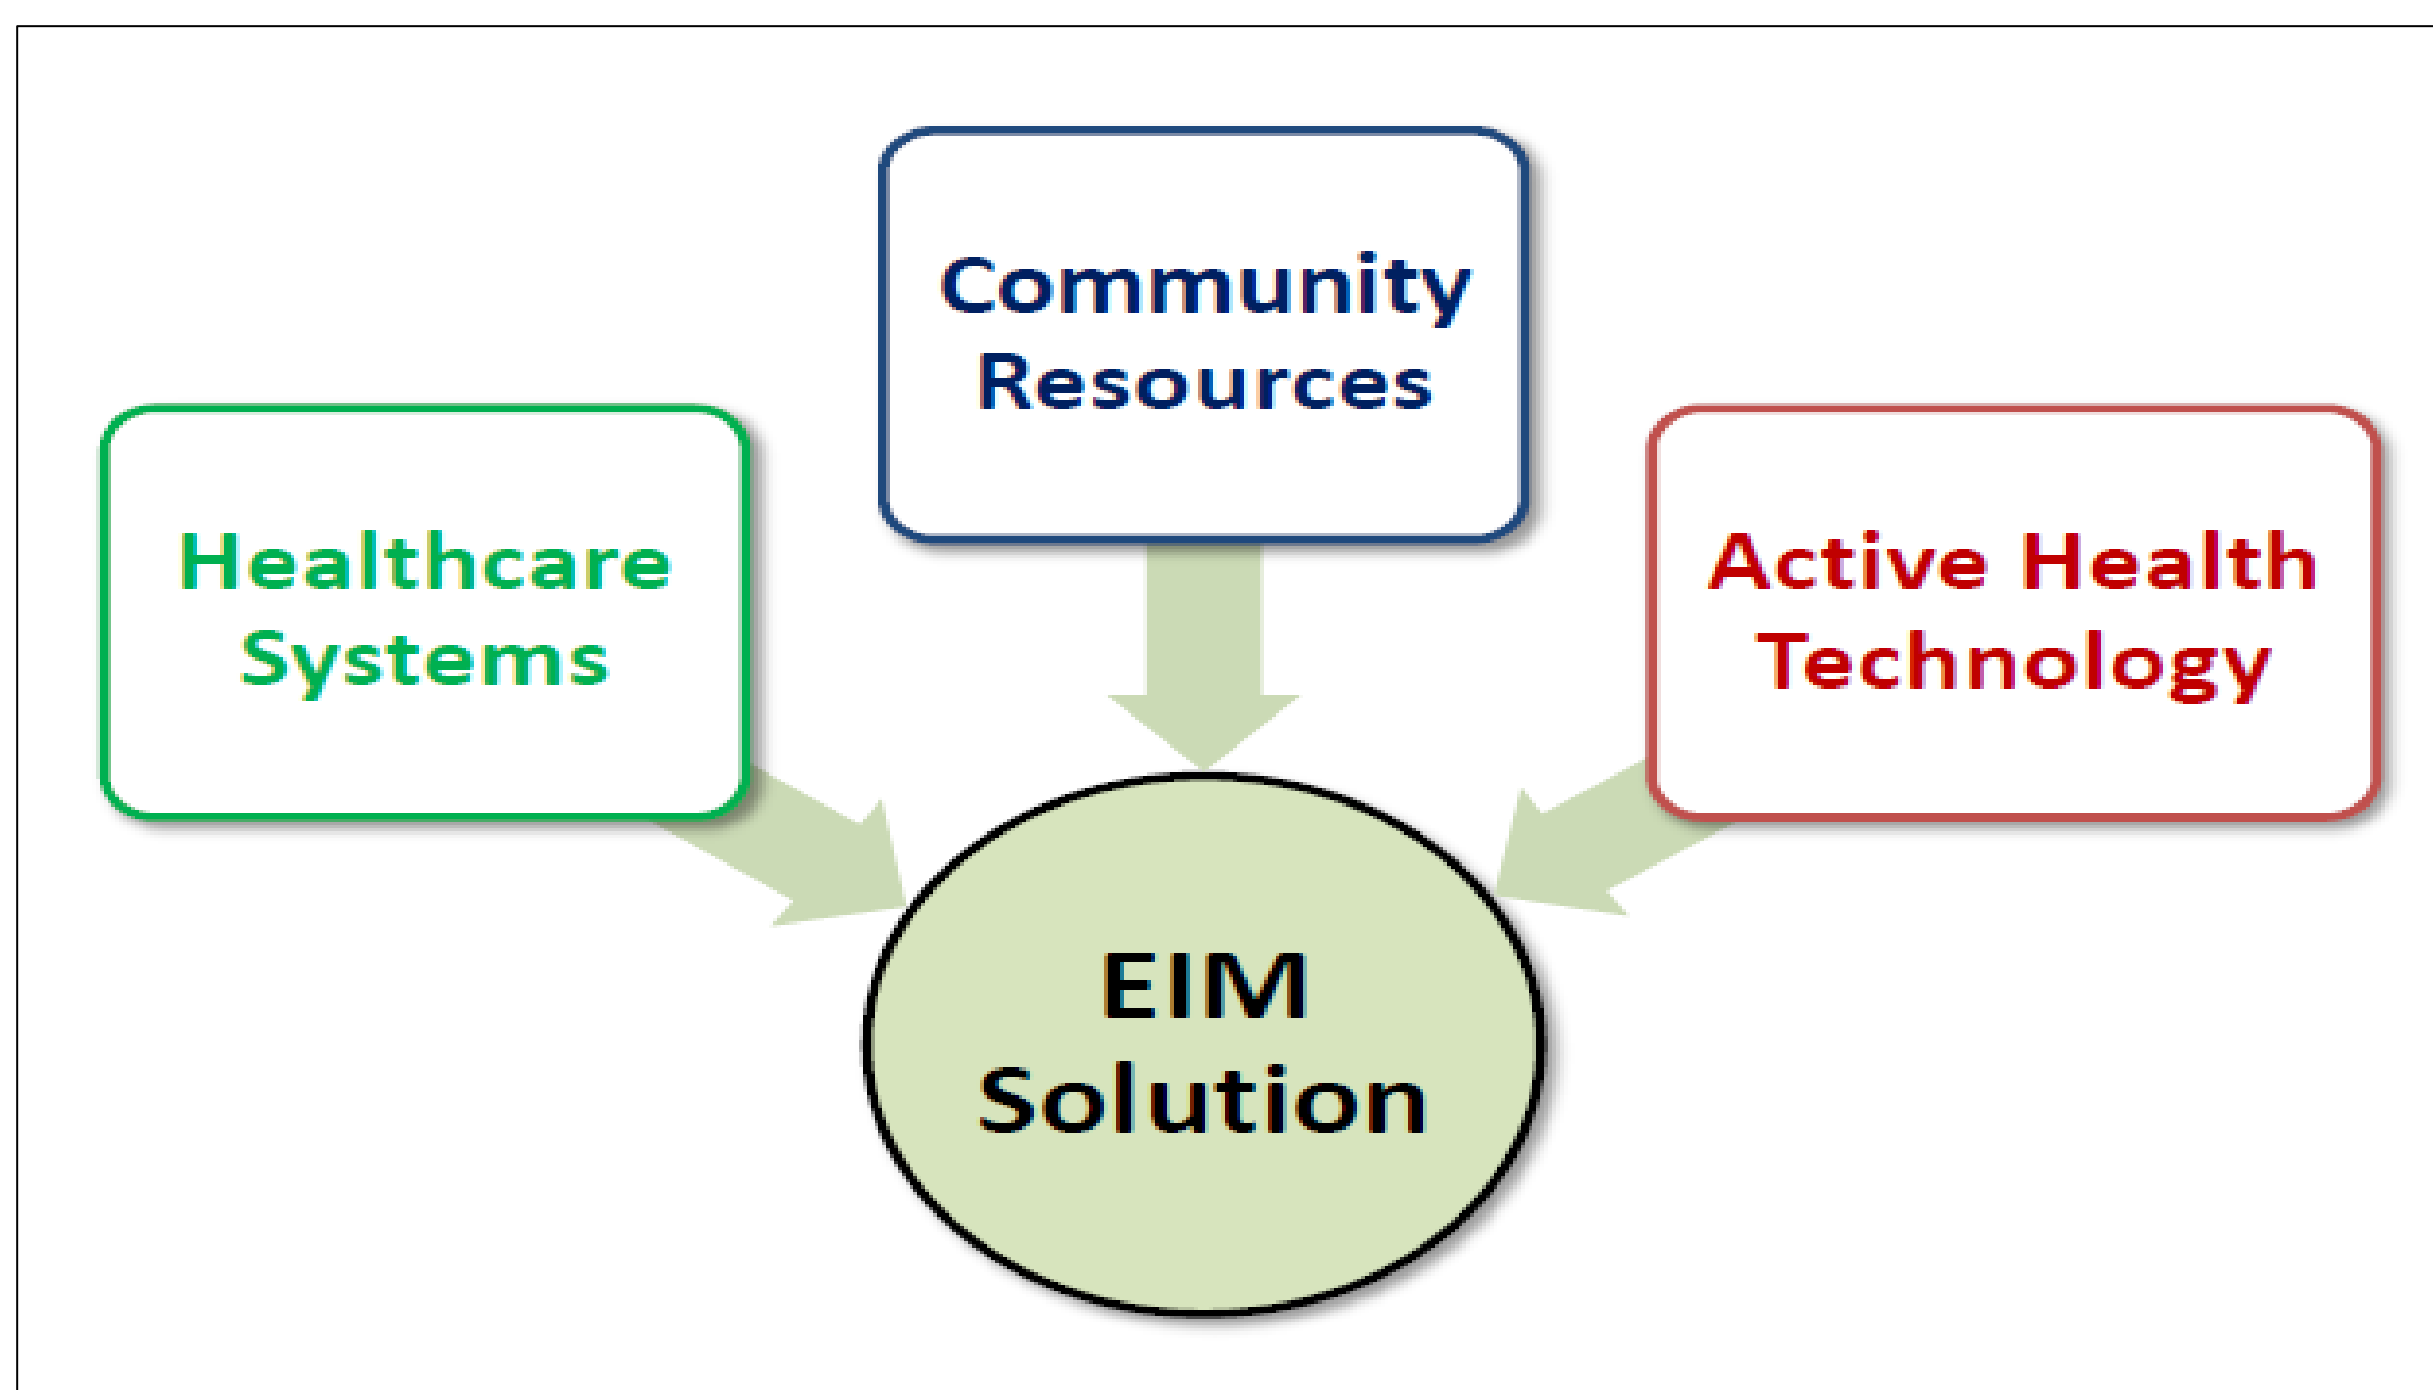 Community
Resources
Healthcare
Systems
Active Health
Technology
EIM
Solution